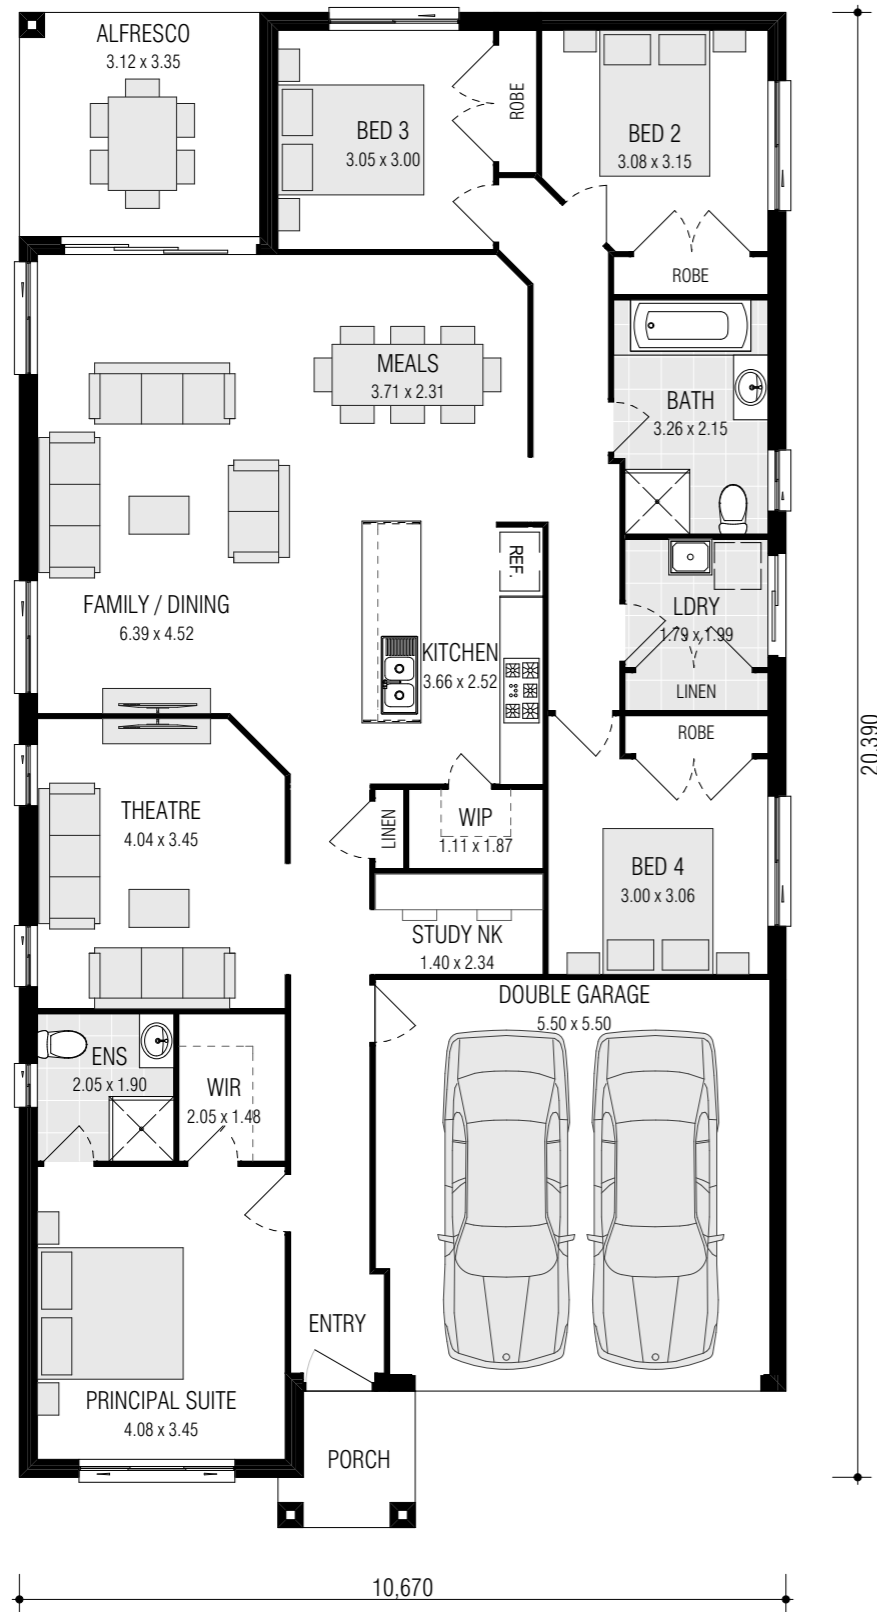 ALFRESCO
3.12 x 3.35
BED 3
3.05 x 3.00
ROBE
BED 2
3.08 x 3.15
ROBE
MEALS
3.71 x 2.31
BATH
3.26 x 2.15
REF.
FAMILY / DINING
6.39 x 4.52
KITCHEN
3.66 x 2.52
LDRY
1.79 x 1.99
LINEN
ROBE
20,390
THEATRE
4.04 x 3.45
LINEN
WIP
1.11 x 1.87
BED 4
3.00 x 3.06
STUDY NK
1.40 x 2.34
DOUBLE GARAGE
5.50 x 5.50
ENS
2.05 x 1.90
WIR
2.05 x 1.48
ENTRY
PRINCIPAL SUITE
4.08 x 3.45
PORCH
10,670